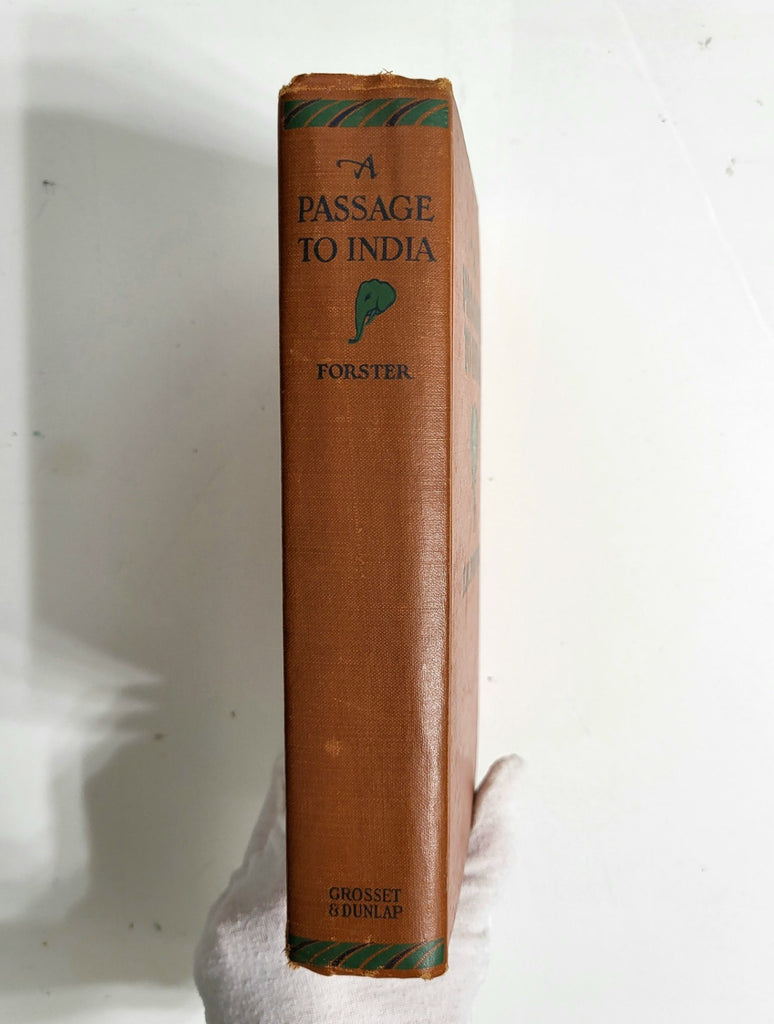 A
PASSAGE
TO INDIA
FORSTER
GROSSET
& DUNLAP